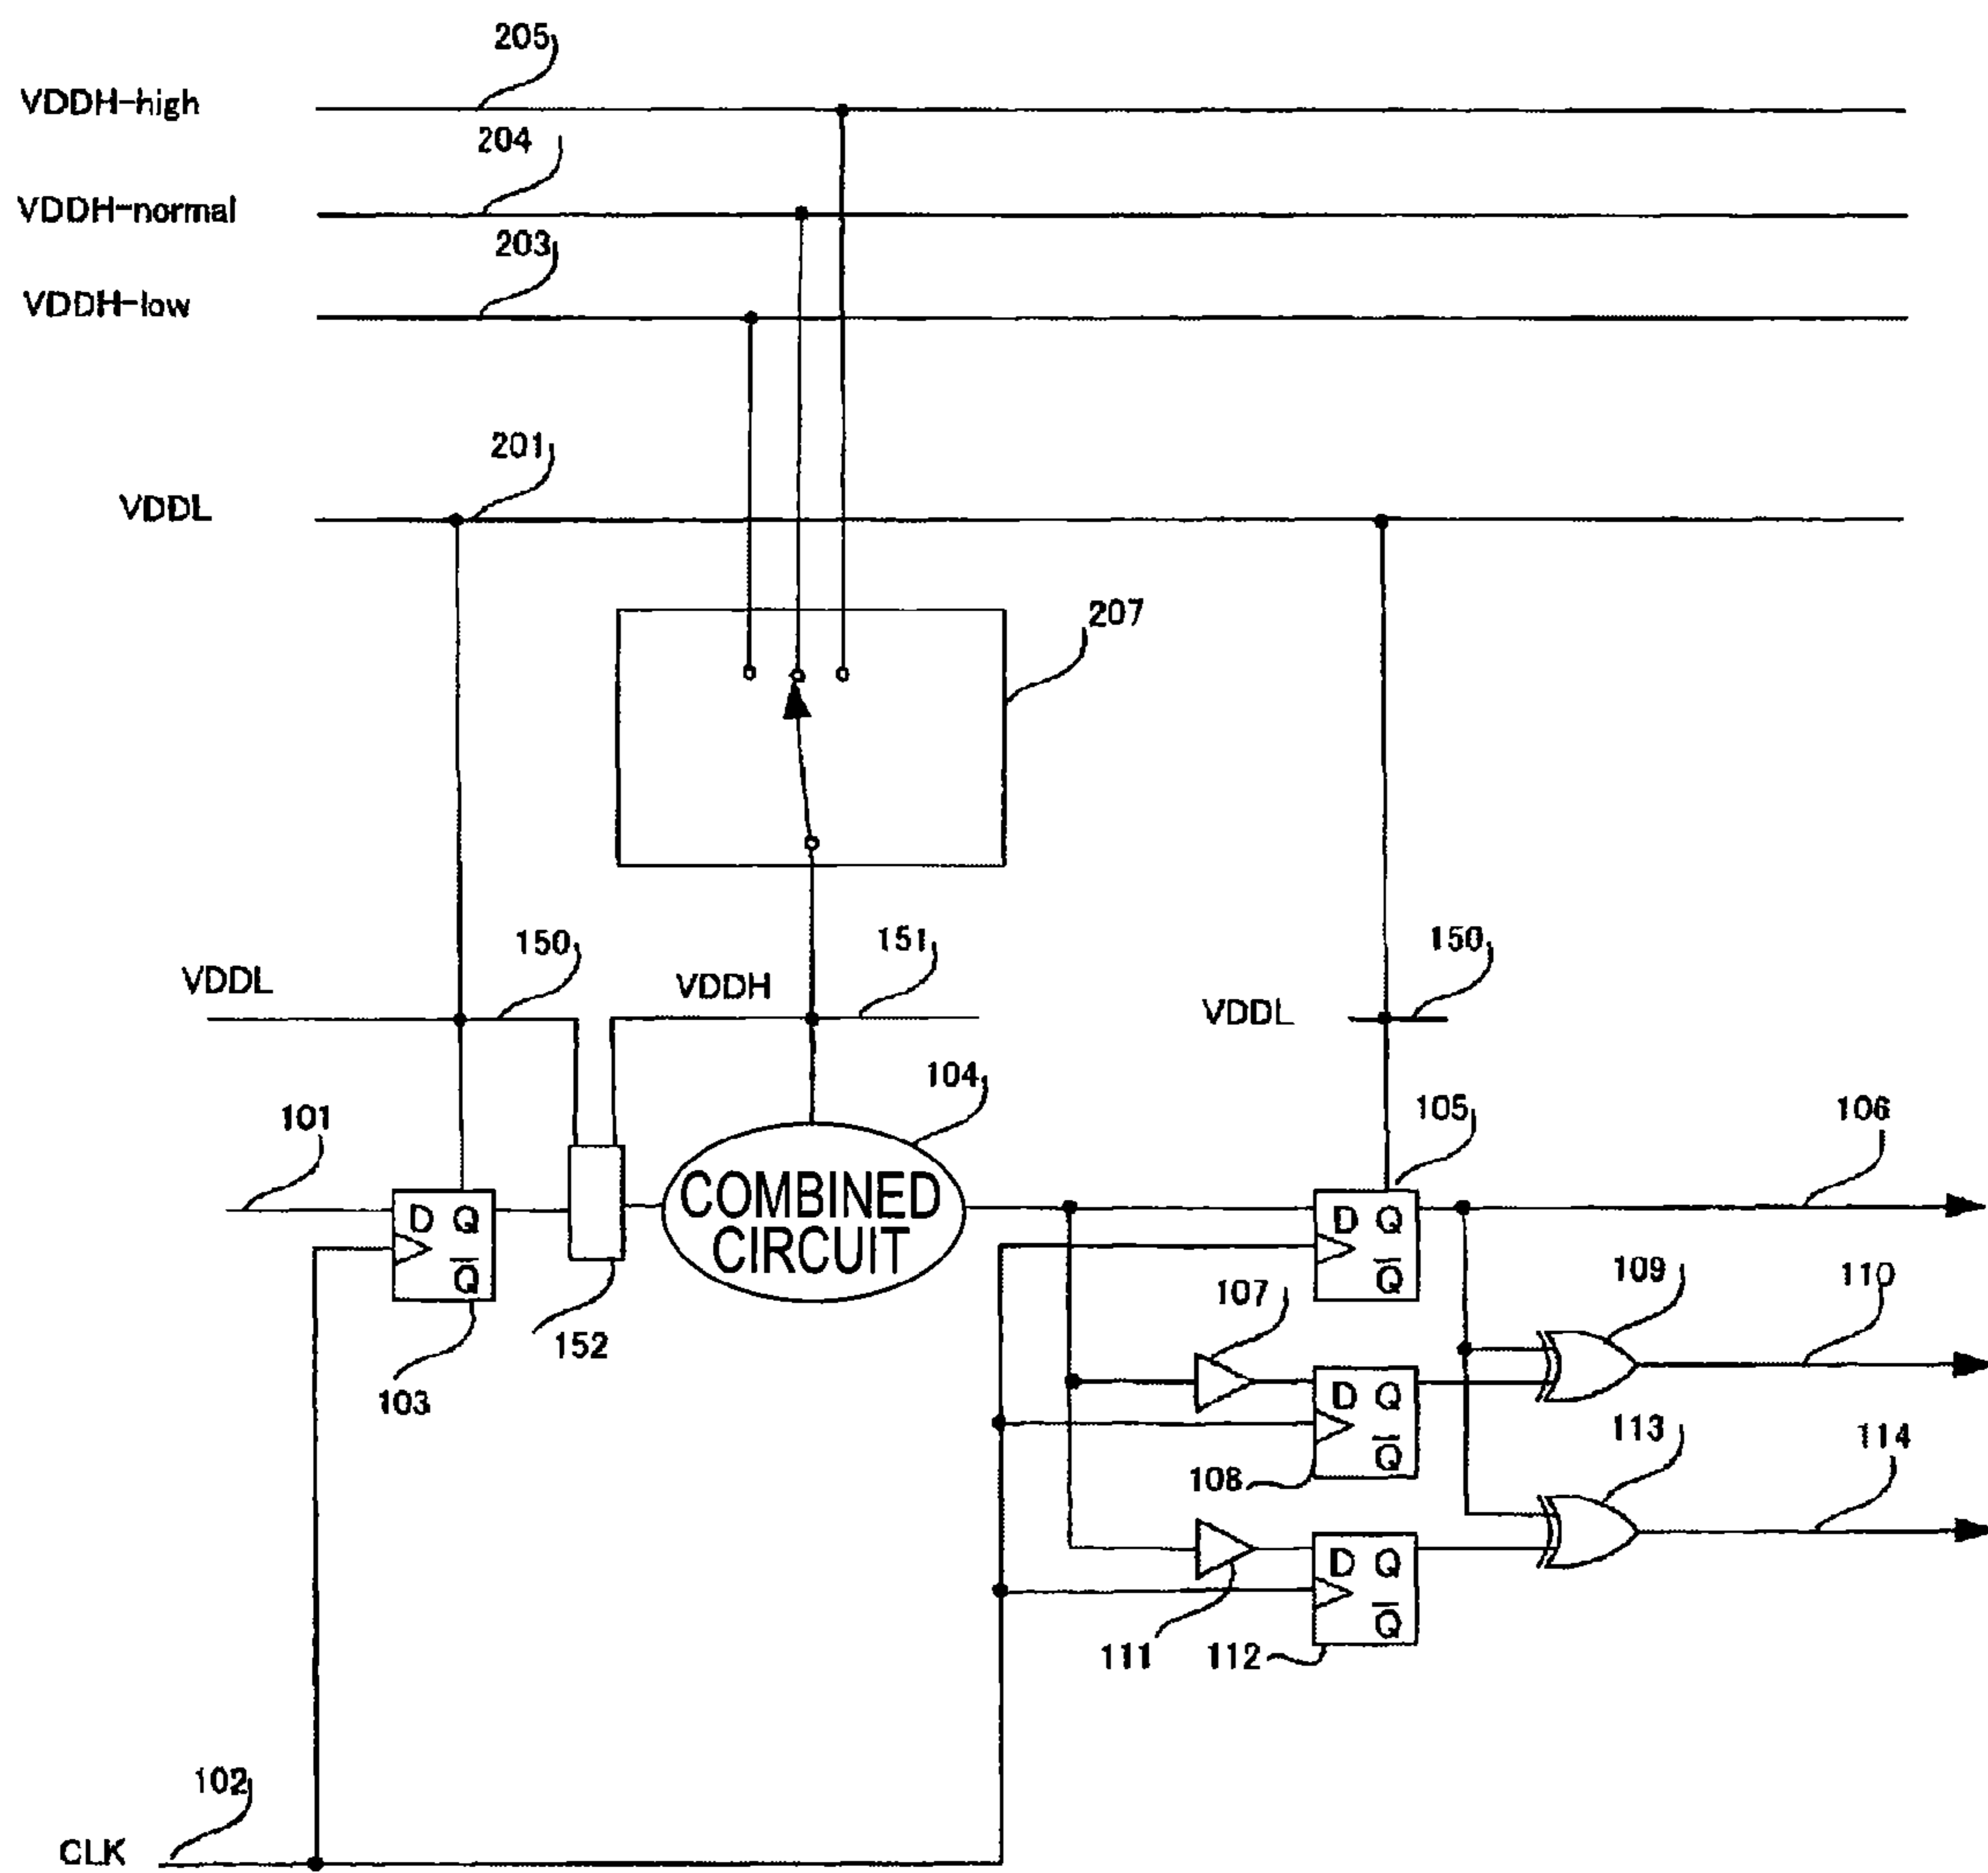 205
VDDH-high
204
VDDH-normal
203
VDDH-low
201
VDDL
207
150
151
150
VDDL
VDDH
VDDL
104
101
105
106
D Q
Q
COMBINED
CIRCUIT
D Q
Q
109
110
107
152
103
D Q
Q
108
113
114
D Q
Q
111
112
102
CLK